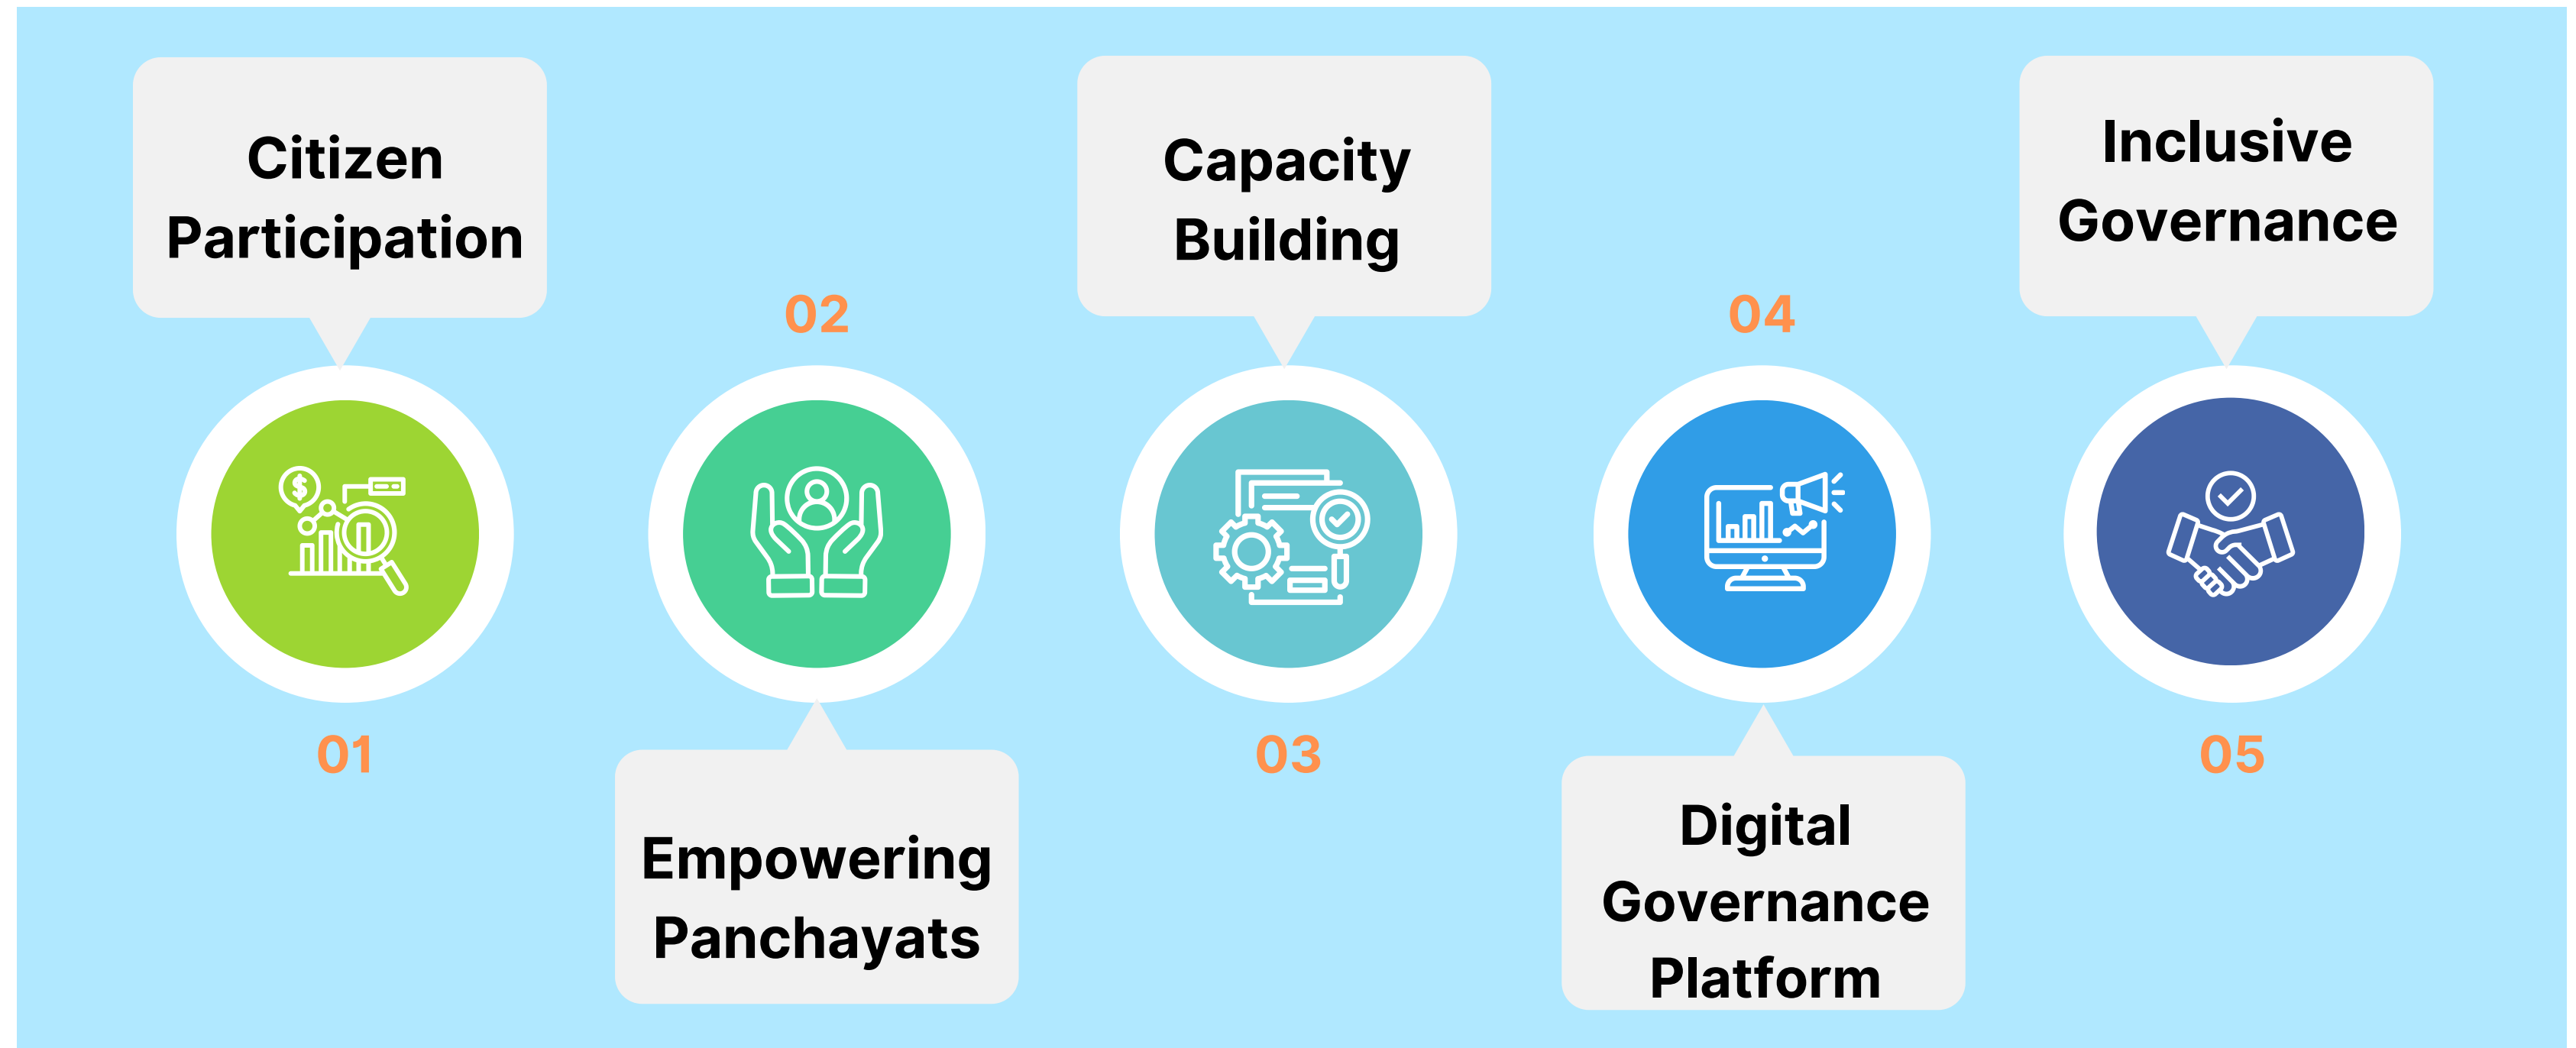 Citizen
Participation
01
02
Empowering
Panchayats
Capacity
Building
03
04
Digital
Governance
Platform
Inclusive
Governance
05